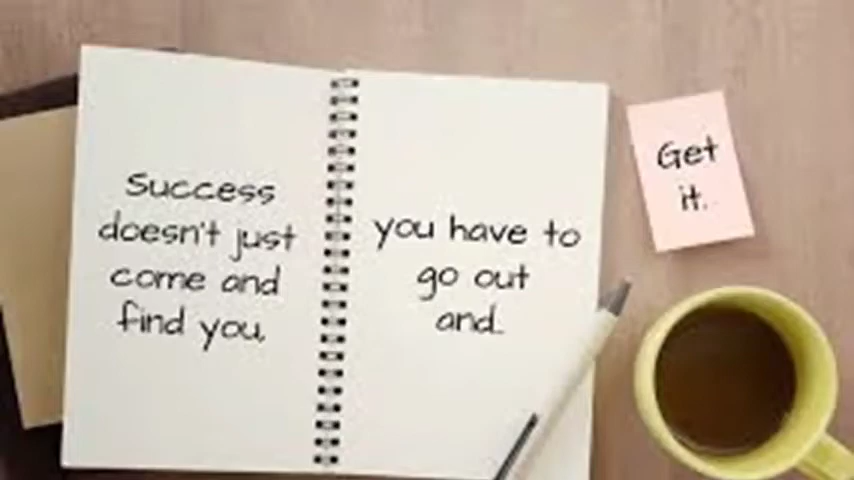 Success
doesn't just
come and
find you,
you have to
go out
and..
Get
it.